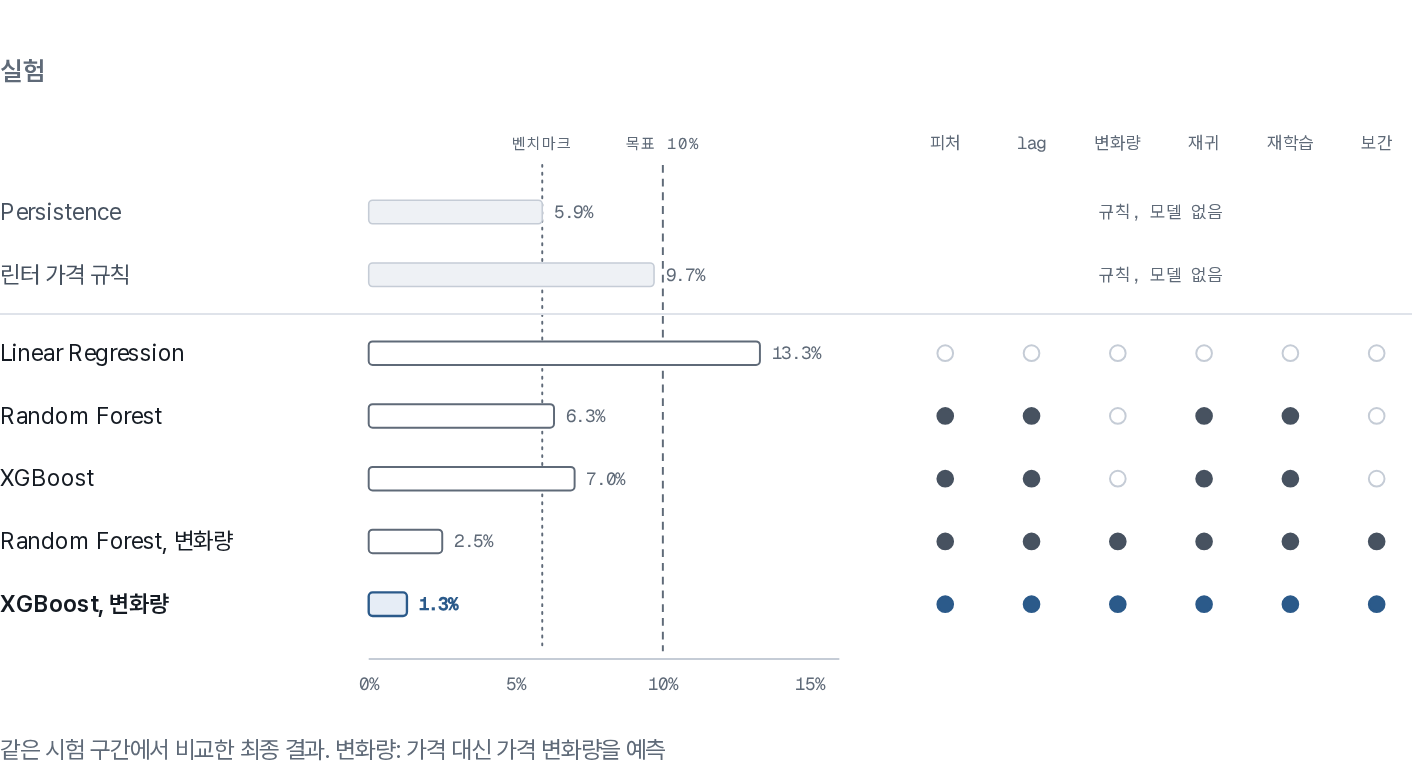 실험
벤치마크 목표 10% 피처 lag 변화량 재귀 재학습 보간
Persistence 5.9% 규칙, 모델 없음
린터 가격 규칙 9.7% 규칙, 모델 없음
Linear Regression 13.3%
Random Forest 6.3%
XGBoost 7.0%
Random Forest, 변화량 2.5%
XGBoost, 변화량 1.3%
0% 5% 10% 15%
같은 시험 구간에서 비교한 최종 결과. 변화량: 가격 대신 가격 변화량을 예측